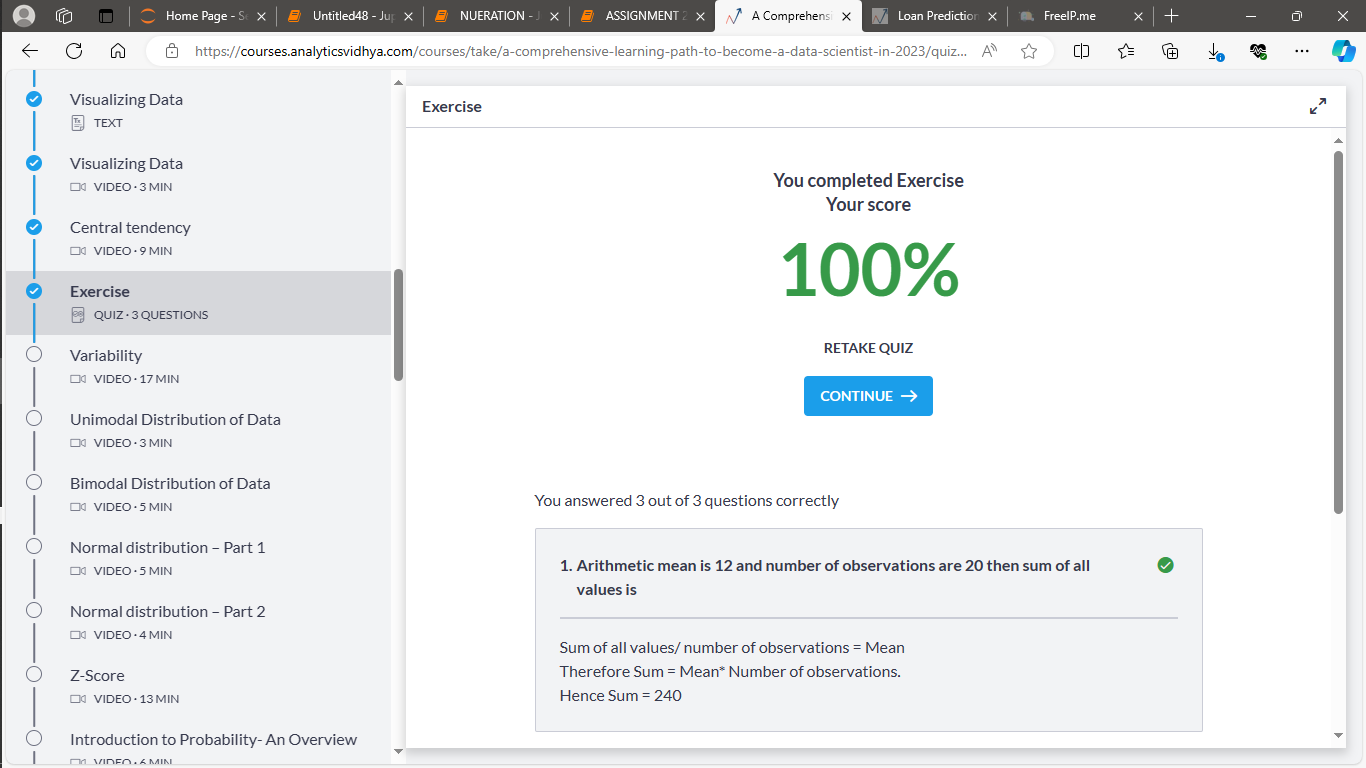 Home Page - Se
Untitled48 - Jup
NUERATION - J
ASSIGNMENT 2
A Comprehensi
Loan Prediction
FreeIP.me
https://courses.analyticsvidhya.com/courses/take/a-comprehensive-learning-path-to-become-a-data-scientist-in-2023/quiz...
Visualizing Data
TEXT
Visualizing Data
VIDEO · 3 MIN
Central tendency
VIDEO · 9 MIN
Exercise
QUIZ · 3 QUESTIONS
Variability
VIDEO · 17 MIN
Unimodal Distribution of Data
VIDEO · 3 MIN
Bimodal Distribution of Data
VIDEO · 5 MIN
Normal distribution – Part 1
VIDEO · 5 MIN
Normal distribution – Part 2
VIDEO · 4 MIN
Z-Score
VIDEO · 13 MIN
Introduction to Probability- An Overview
VIDEO · 6 MIN
Exercise
You completed Exercise
Your score
100%
RETAKE QUIZ
CONTINUE →
You answered 3 out of 3 questions correctly
1. Arithmetic mean is 12 and number of observations are 20 then sum of all
values is
Sum of all values/ number of observations = Mean
Therefore Sum = Mean* Number of observations.
Hence Sum = 240